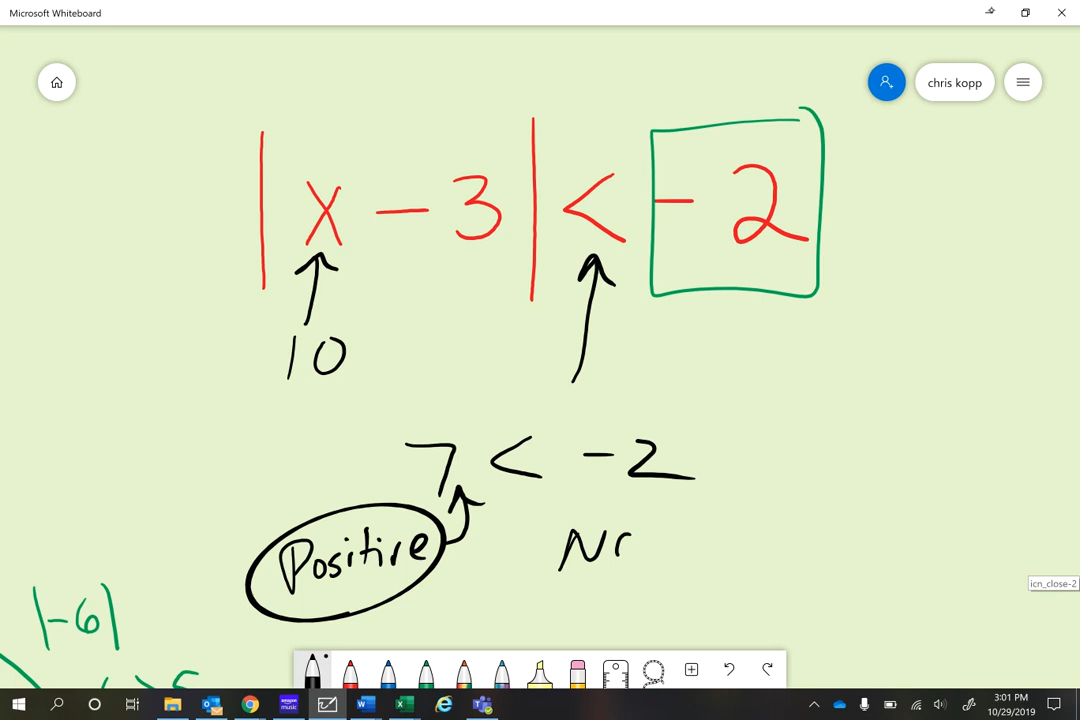 Microsoft Whiteboard
chris kopp
|x - 3| < -2
10
7 < -2
Positive
|-6|
icn_close-2
3:01 PM
10/29/2019